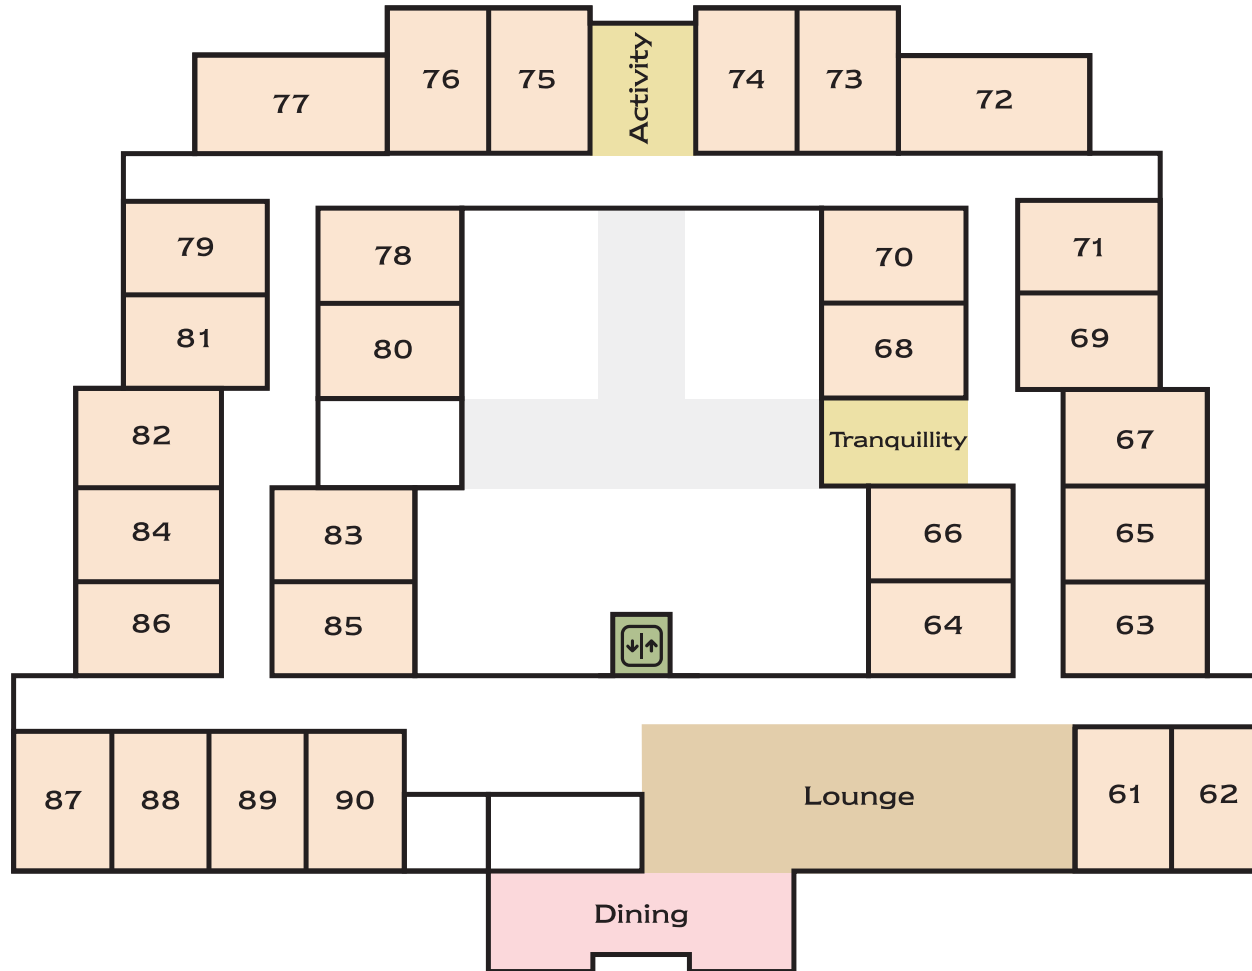 76 75 Activity 74 73
77 72
79 78 70 71
81 80 68 69
82 Tranquillity 67
84 83 66 65
86 85 64 63
87 88 89 90 Lounge 61 62
Dining